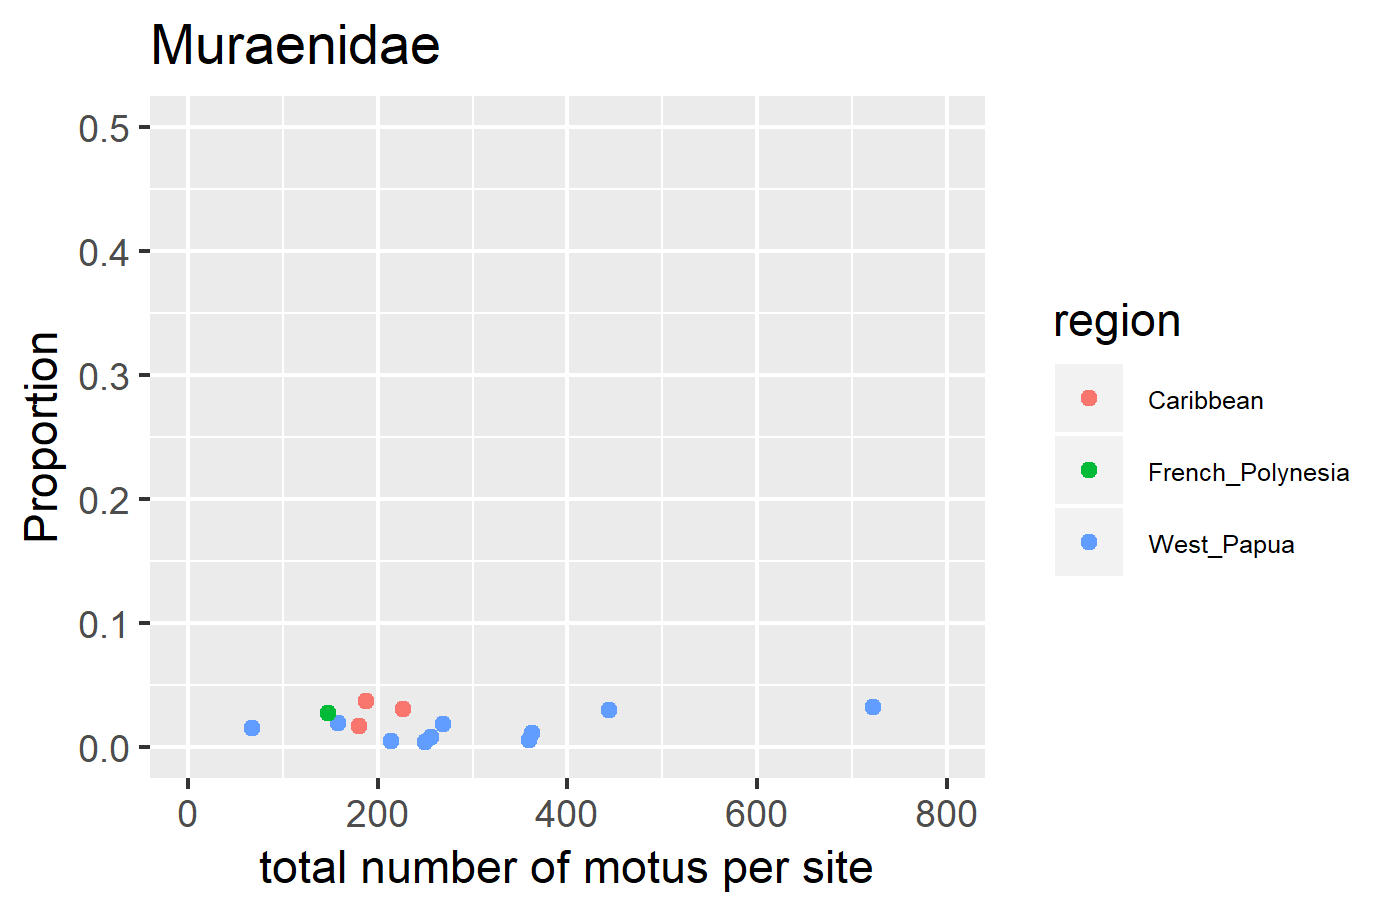 Muraenidae
0.5
0.4
0.3
0.2
0.1
0.0
Proportion
0 200 400 600 800
total number of motus per site
region
Caribbean
French_Polynesia
West_Papua